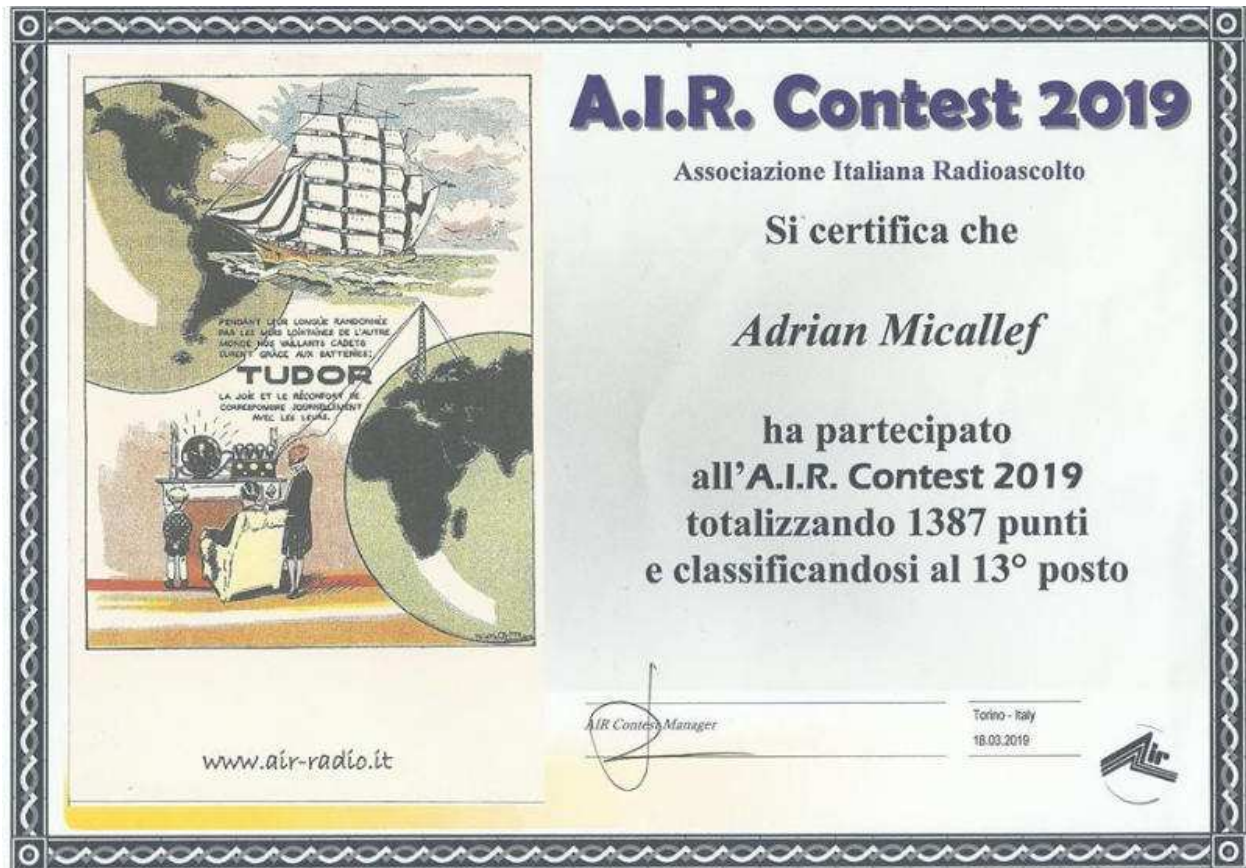 PENDANT LEUR LONGUE RANDONNÉE
PAR LES MERS LOINTAINES DE L'AUTRE
MONDE NOS VAILLANTS CADETS
EURENT GRÂCE AUX BATTERIES:
TUDOR
LA JOIE ET LE RÉCONFORT DE
CORRESPONDRE JOURNELLEMENT
AVEC LES LEURS.
www.air-radio.it
A.I.R. Contest 2019
Associazione Italiana Radioascolto
Si certifica che
Adrian Micallef
ha partecipato
all'A.I.R. Contest 2019
totalizzando 1387 punti
e classificandosi al 13° posto
AIR Contest Manager
Torino - Italy
18.03.2019
Air